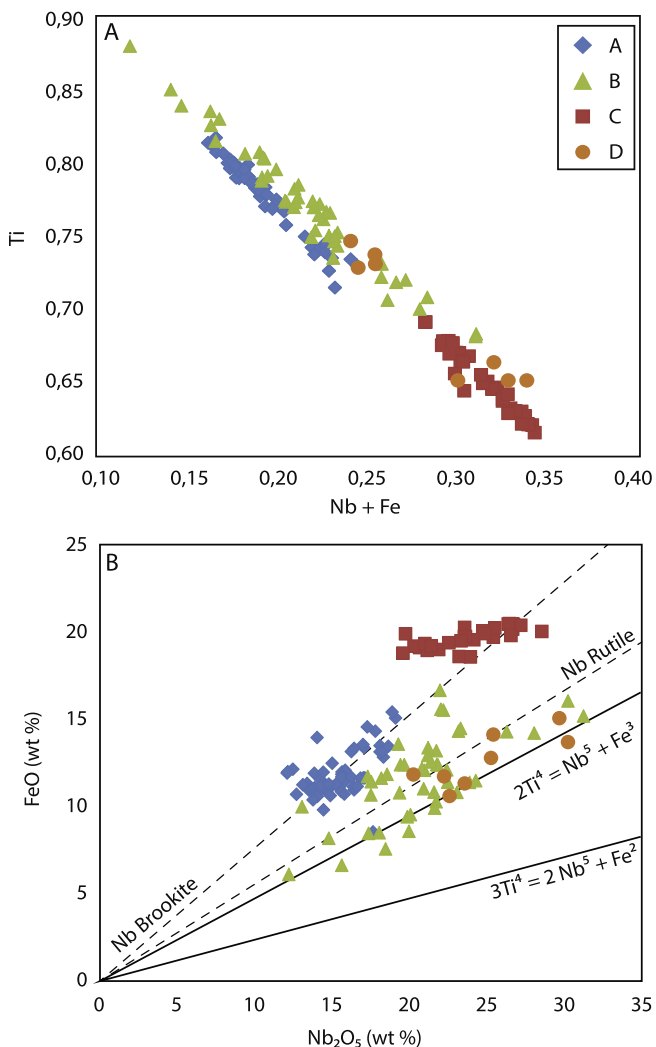 0,90
A
A
B
C
D
0,85
0,80
Ti
0,75
0,70
0,65
0,60
0,10
0,15
0,20
0,25
0,30
0,35
0,40
Nb + Fe
25
B
20
Nb Rutile
15
FeO (wt %)
2Ti⁴ = Nb⁵ + Fe³
10
5
3Ti⁴ = 2 Nb⁵ + Fe²
Nb Brookite
0
0
5
10
15
20
25
30
35
Nb₂O₅ (wt %)